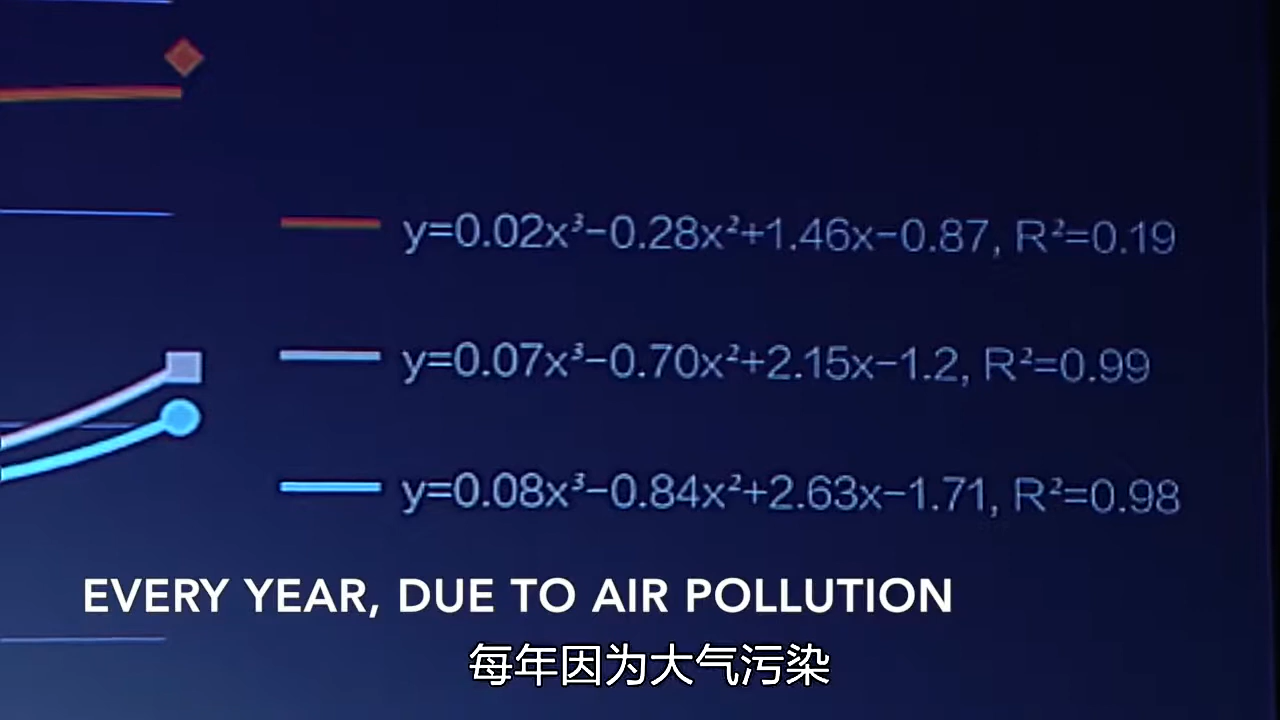 y=0.02x³−0.28x²+1.46x−0.87, R²=0.19
y=0.07x³−0.70x²+2.15x−1.2, R²=0.99
y=0.08x³−0.84x²+2.63x−1.71, R²=0.98
EVERY YEAR, DUE TO AIR POLLUTION
每年因为大气污染